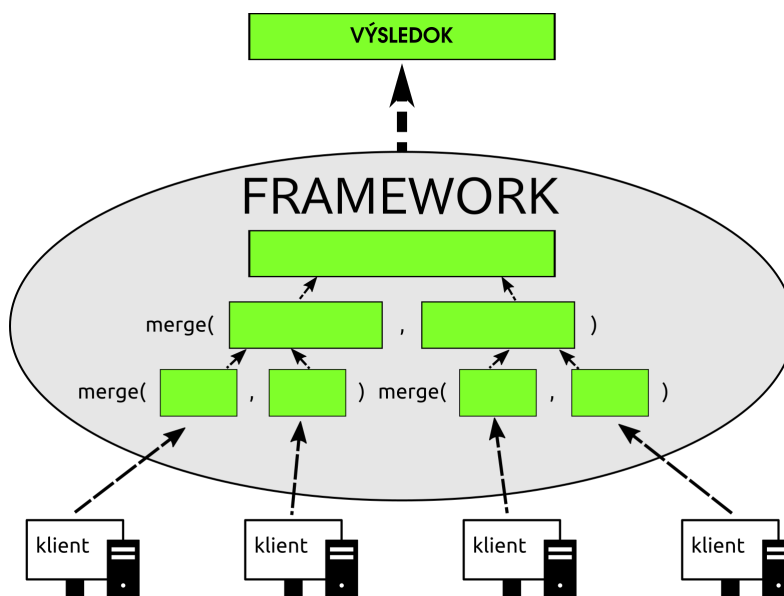 VÝSLEDOK
FRAMEWORK
merge( , )
merge( , ) merge( , )
klient klient klient klient